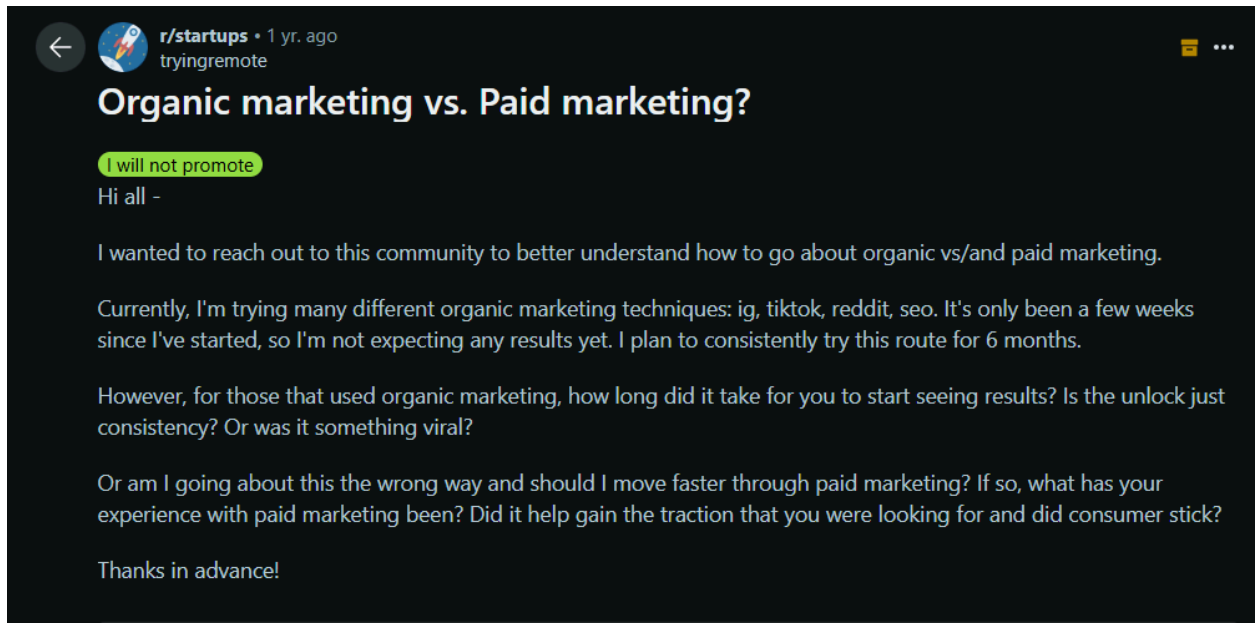 r/startups • 1 yr. ago
tryingremote
Organic marketing vs. Paid marketing?
I will not promote
Hi all -
I wanted to reach out to this community to better understand how to go about organic vs/and paid marketing.
Currently, I'm trying many different organic marketing techniques: ig, tiktok, reddit, seo. It's only been a few weeks
since I've started, so I'm not expecting any results yet. I plan to consistently try this route for 6 months.
However, for those that used organic marketing, how long did it take for you to start seeing results? Is the unlock just
consistency? Or was it something viral?
Or am I going about this the wrong way and should I move faster through paid marketing? If so, what has your
experience with paid marketing been? Did it help gain the traction that you were looking for and did consumer stick?
Thanks in advance!